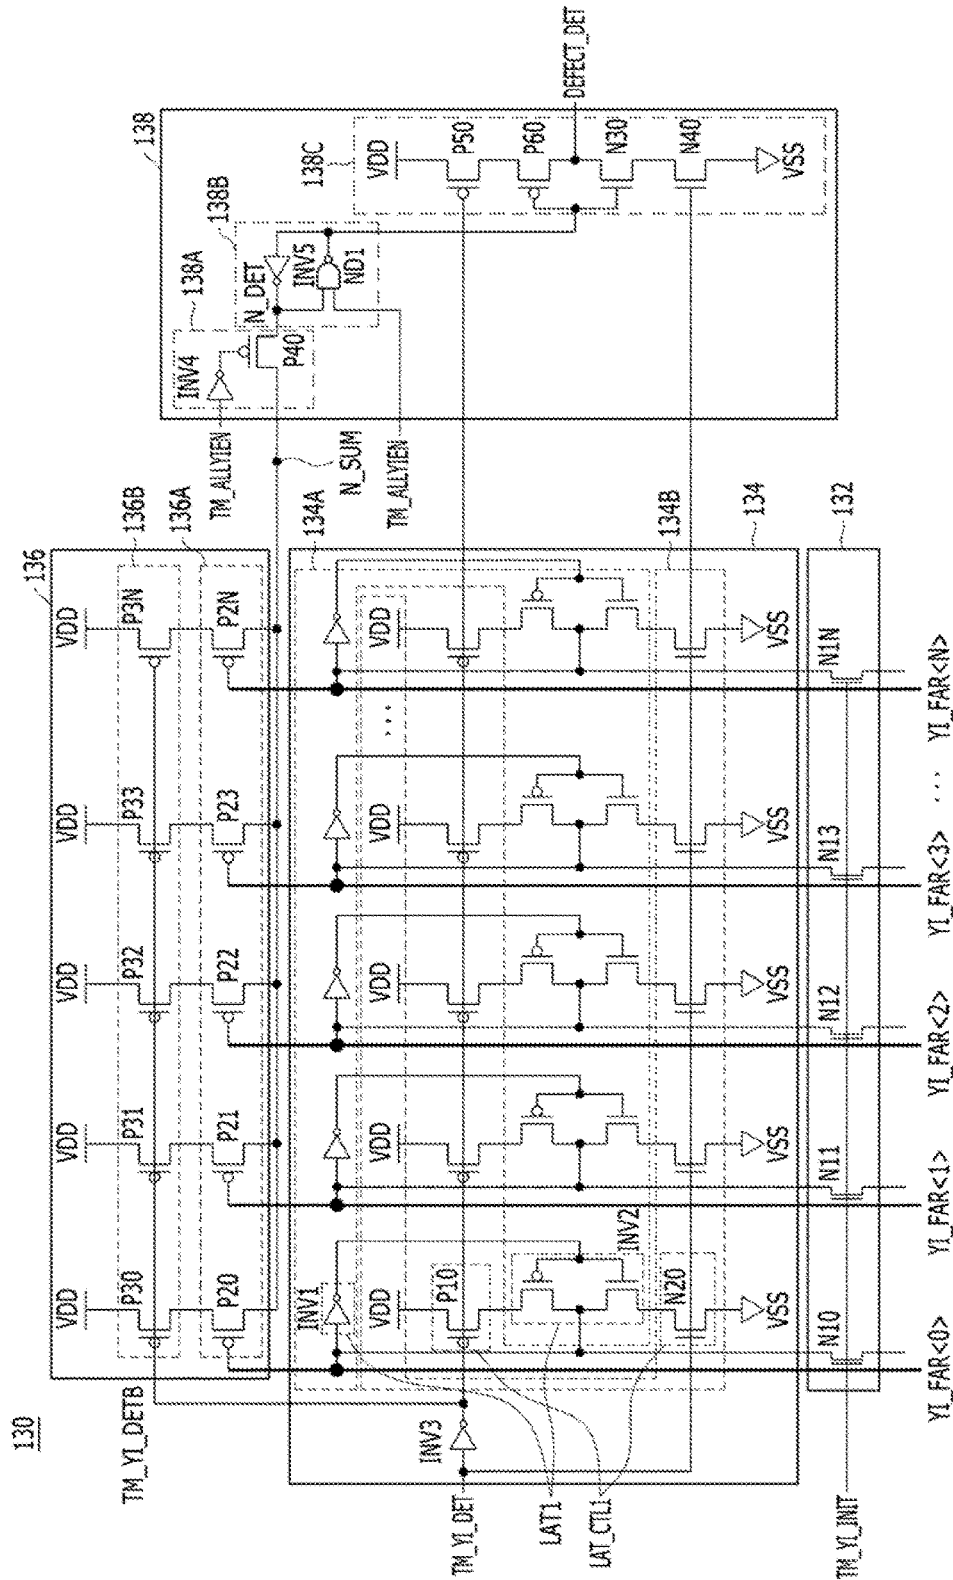 130
136
VDD
VDD
VDD
VDD
VDD
136B
P30
P31
P32
P33
P3N
136A
P20
P21
P22
P23
P2N
TM_YI_DETB
N_SUM
138
138A
INV4
TM_ALLYIEN
P40
138B
N_DET
INV5
ND1
TM_ALLYIEN
138C
VDD
P50
P60
DEFECT_DET
N30
N40
VSS
134A
INV1
VDD
VDD
VDD
VDD
VDD
...
P10
INV3
TM_YI_DET
INV2
134B
N20
VSS
VSS
VSS
VSS
VSS
134
LAT1
LAT_CTL1
132
N10
N11
N12
N13
N1N
TM_YI_INIT
YI_FAR<0>
YI_FAR<1>
YI_FAR<2>
YI_FAR<3>
...
YI_FAR<N>